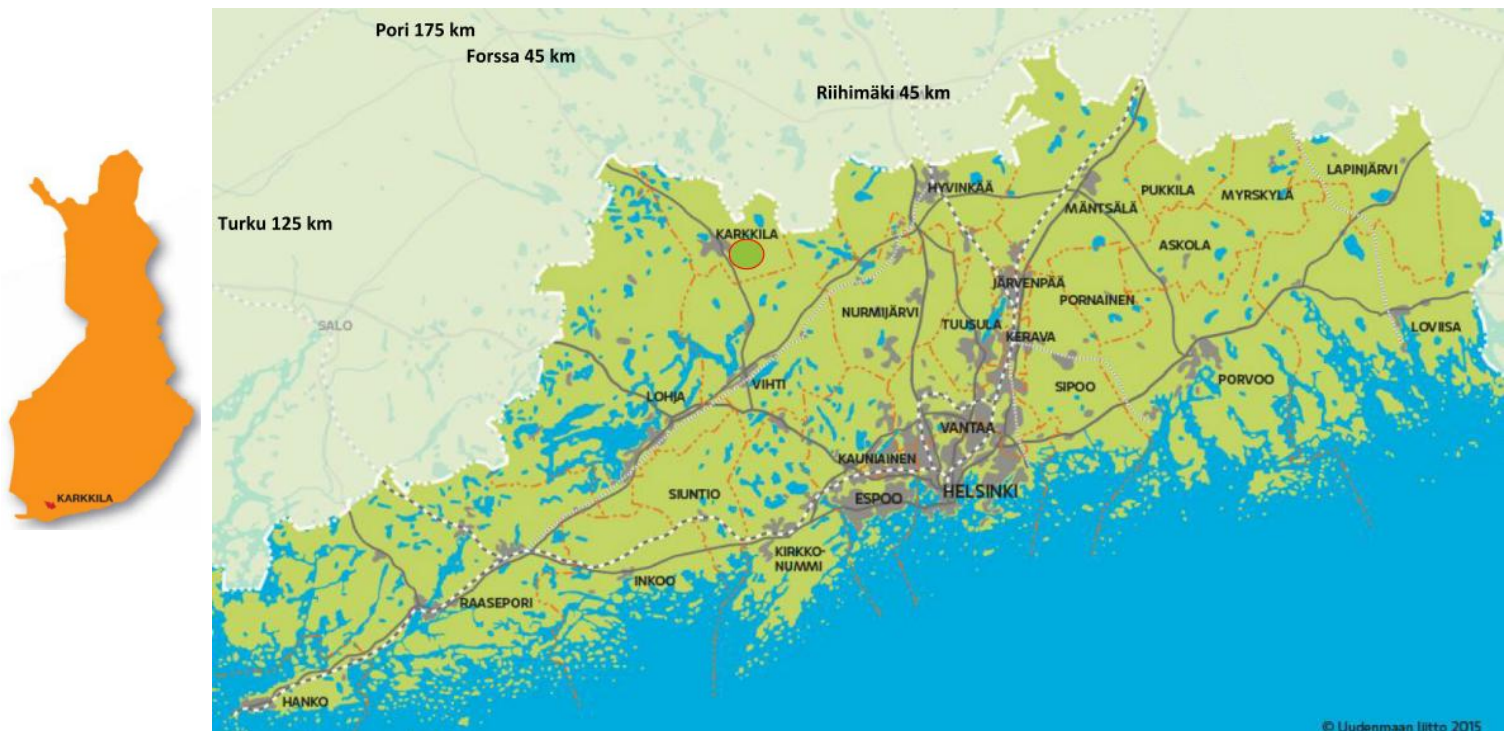 Pori 175 km
Forssa 45 km
Riihimäki 45 km
Turku 125 km
KARKKILA
HYVINKÄÄ
MÄNTSÄLÄ
PUKKILA
MYRSKYLÄ
LAPINJÄRVI
KARKKILA
ASKOLA
JÄRVENPÄÄ
NURMIJÄRVI
PORNAINEN
SALO
TUUSULA
KERAVA
LOVIISA
LOHJA
VIHTI
SIPOO
PORVOO
VANTAA
KAUNIAINEN
SIUNTIO
ESPOO
HELSINKI
KIRKKO-
NUMMI
INKOO
RAASEPORI
HANKO
© Uudenmaan liitto 2015